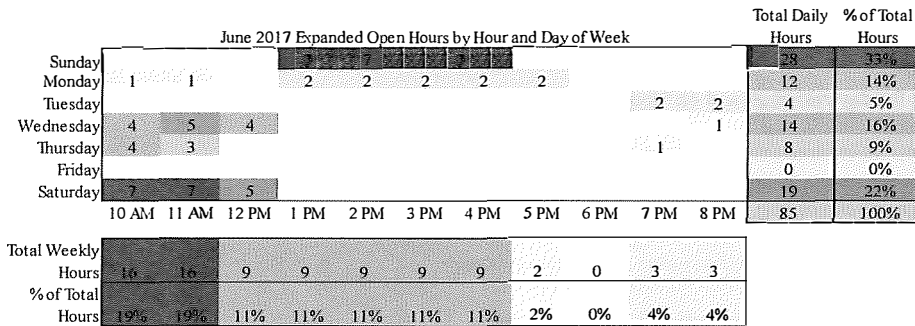 Total Daily % of Total
June 2017 Expanded Open Hours by Hour and Day of Week Hours Hours
Sunday 7 7 7 28 33%
Monday 1 1 2 2 2 2 2 12 14%
Tuesday 2 2 4 5%
Wednesday 4 5 4 1 14 16%
Thursday 4 3 1 8 9%
Friday 0 0%
Saturday 7 7 5 19 22%
10 AM 11 AM 12 PM 1 PM 2 PM 3 PM 4 PM 5 PM 6 PM 7 PM 8 PM 85 100%
Total Weekly
Hours 16 16 9 9 9 9 9 2 0 3 3
% of Total
Hours 19% 19% 11% 11% 11% 11% 11% 2% 0% 4% 4%